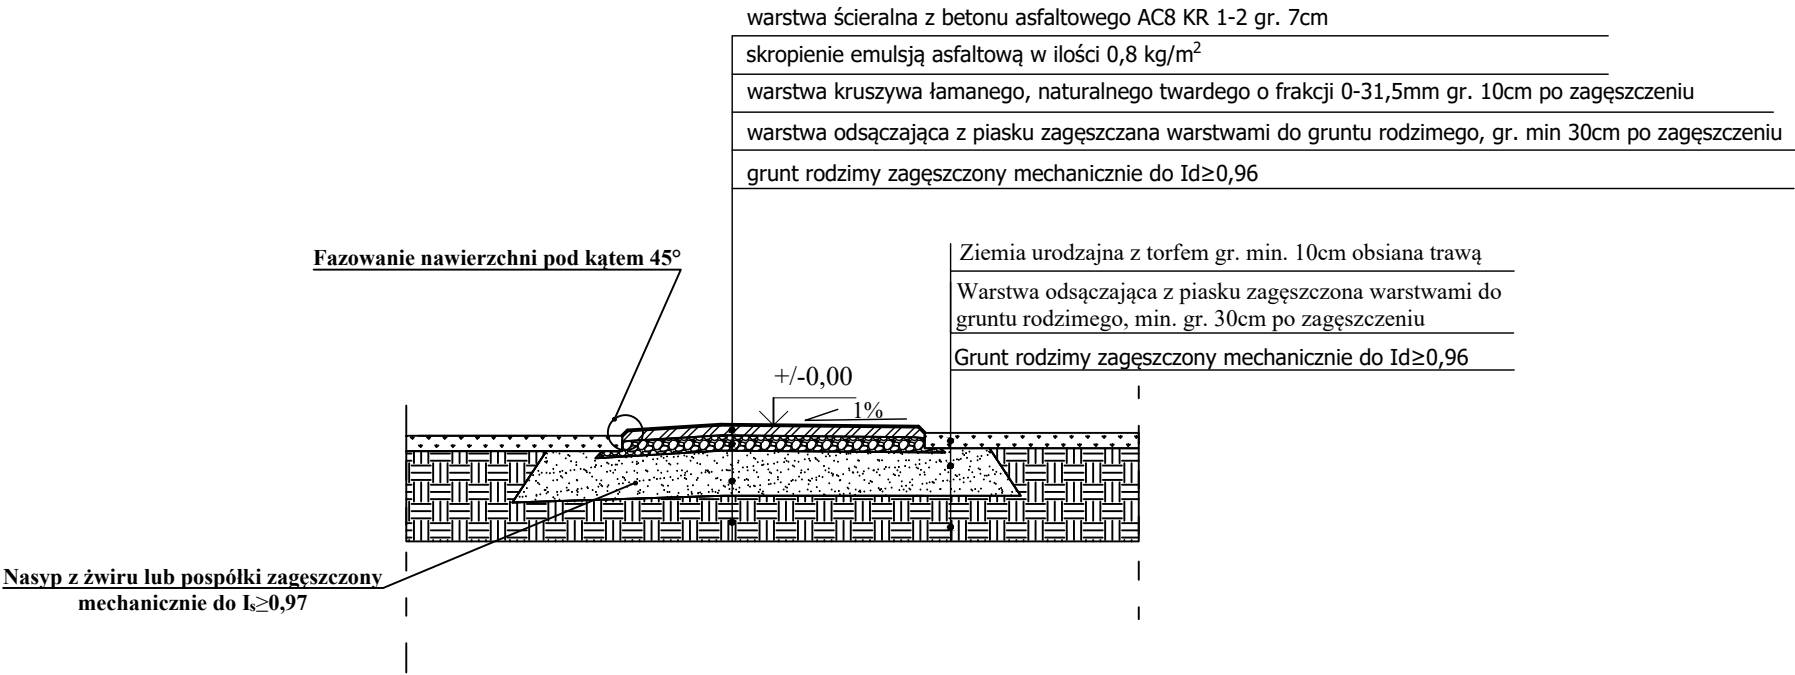 warstwa ścieralna z betonu asfaltowego AC8 KR 1-2 gr. 7cm
skropienie emulsją asfaltową w ilości 0,8 kg/m²
warstwa kruszywa łamanego, naturalnego twardego o frakcji 0-31,5mm gr. 10cm po zagęszczeniu
warstwa odsączająca z piasku zagęszczana warstwami do gruntu rodzimego, gr. min 30cm po zagęszczeniu
grunt rodzimy zagęszczony mechanicznie do Id≥0,96
Fazowanie nawierzchni pod kątem 45°
Ziemia urodzajna z torfem gr. min. 10cm obsiana trawą
Warstwa odsączająca z piasku zagęszczona warstwami do
gruntu rodzimego, min. gr. 30cm po zagęszczeniu
Grunt rodzimy zagęszczony mechanicznie do Id≥0,96
+/-0,00
1%
Nasyp z żwiru lub pospółki zagęszczony
mechanicznie do Is≥0,97